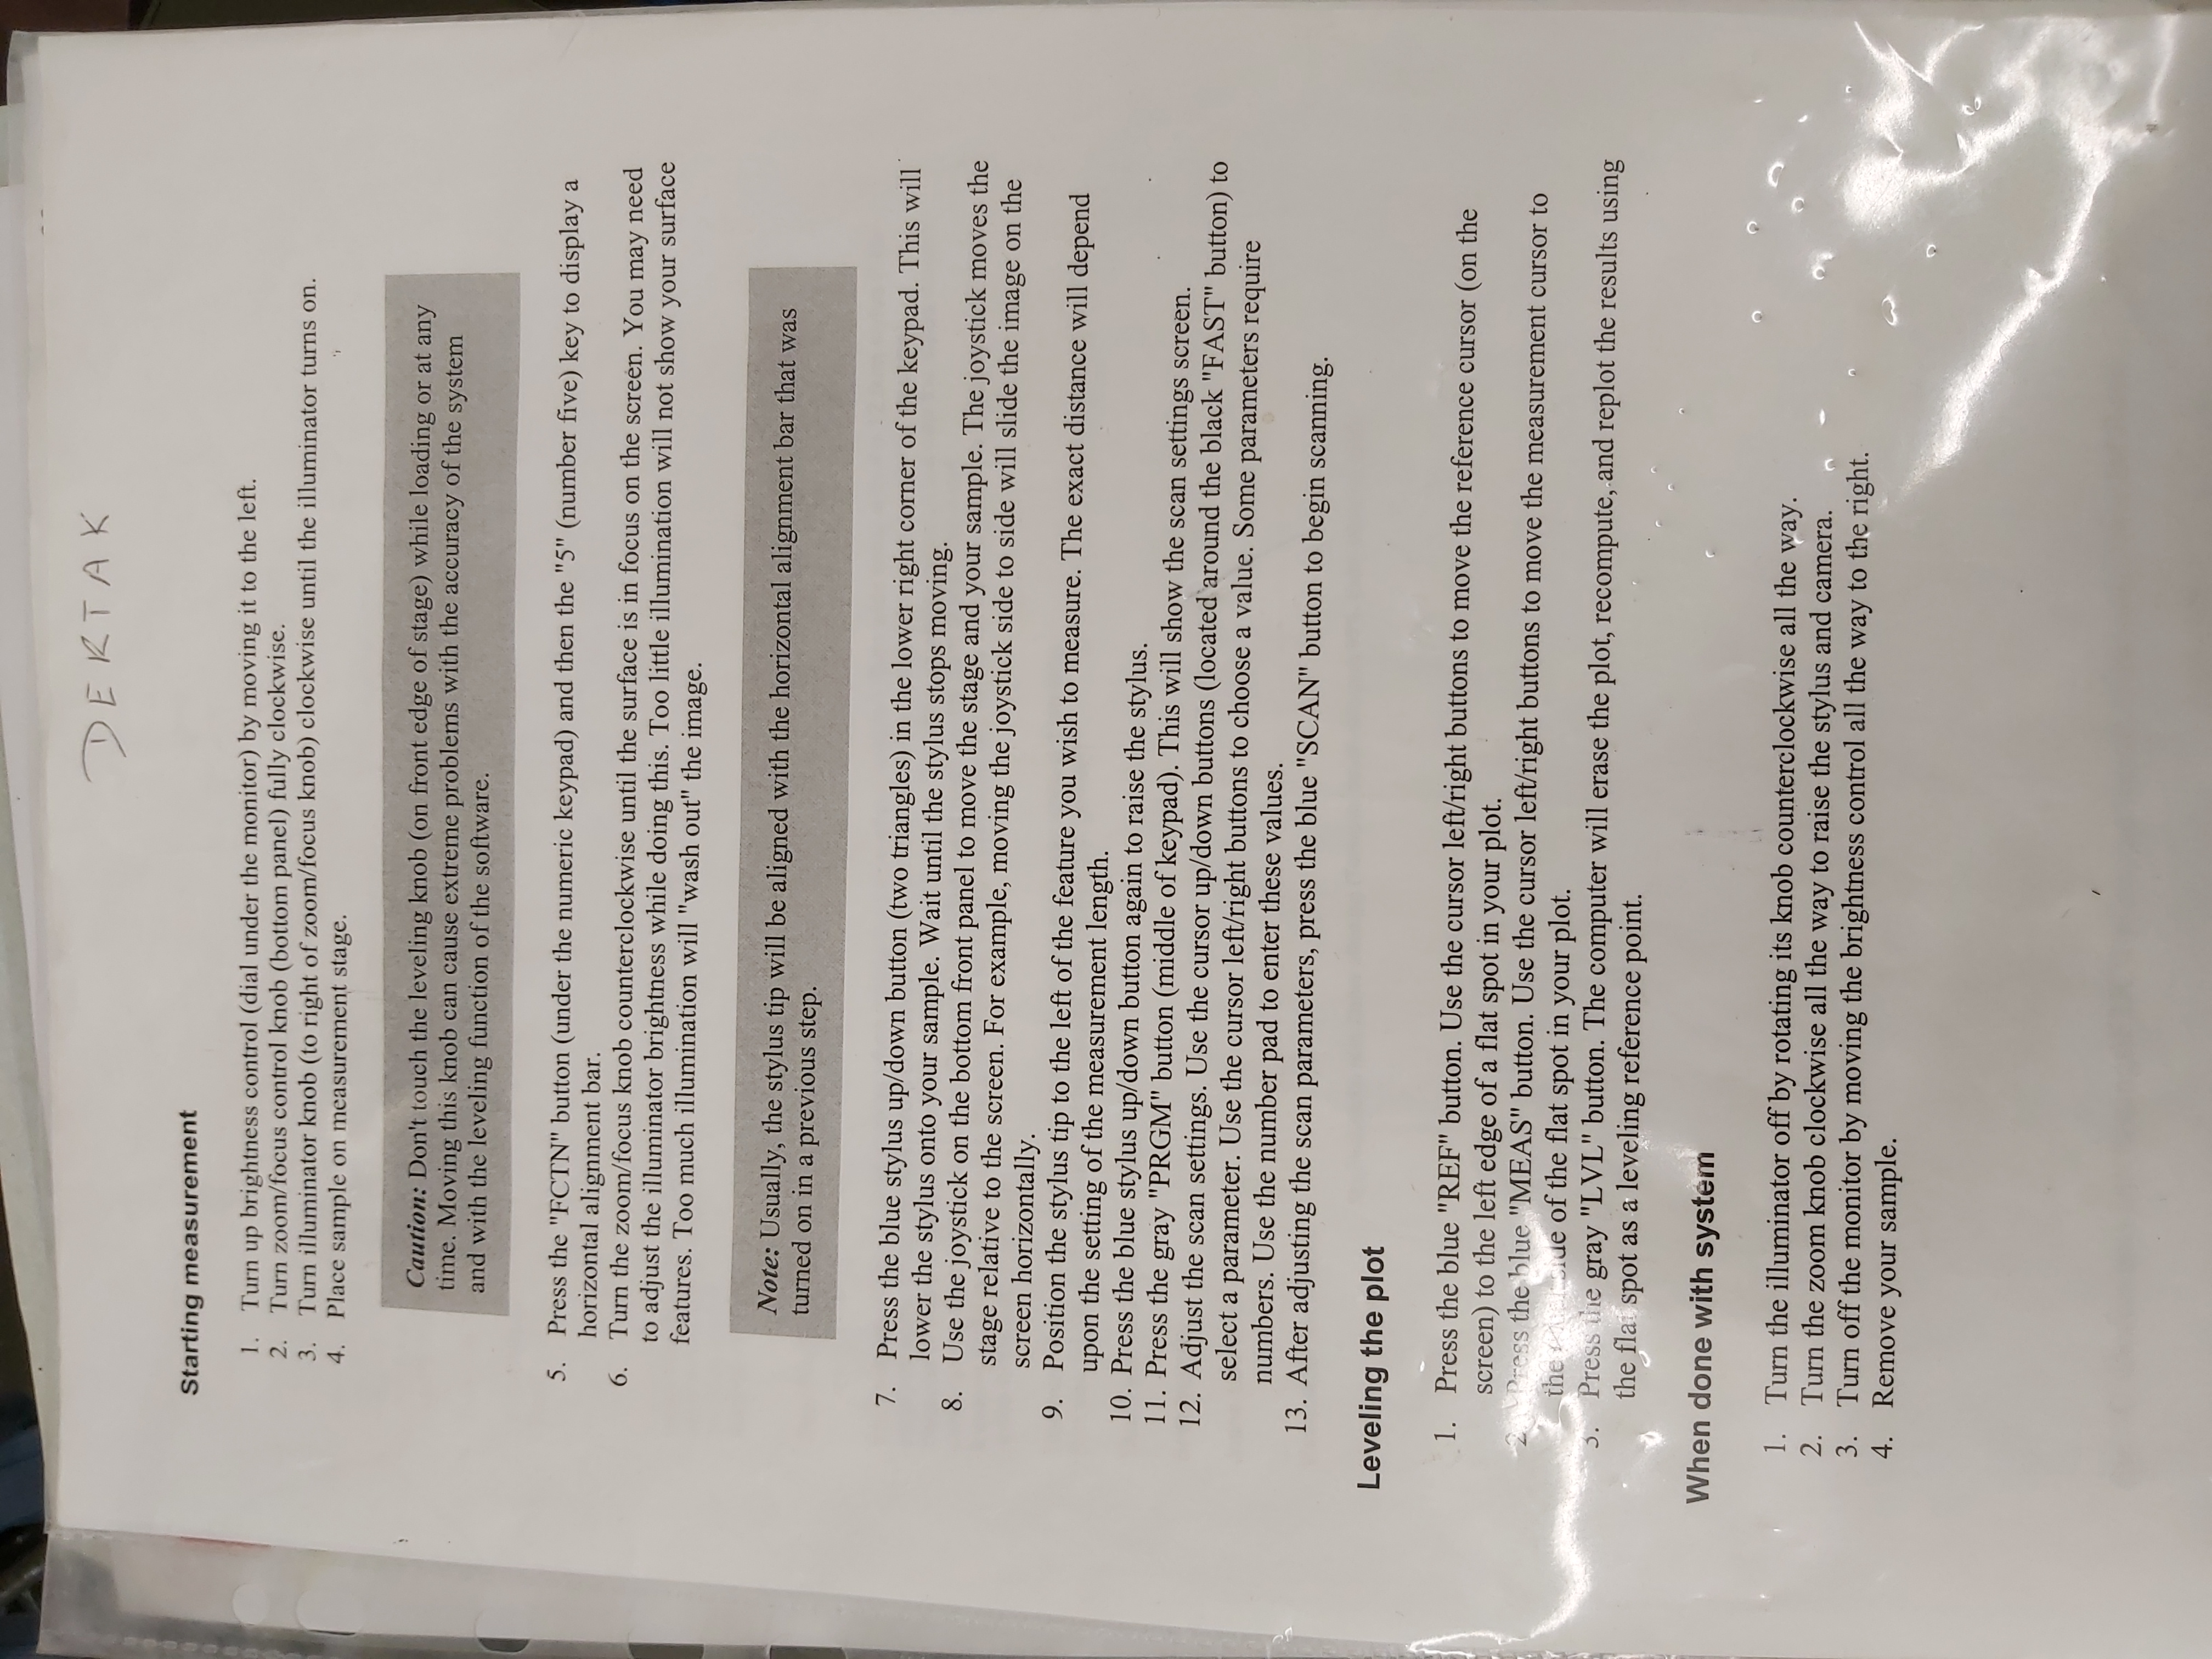 DERTAK
Starting measurement
1. Turn up brightness control (dial under the monitor) by moving it to the left.
2. Turn zoom/focus control knob (bottom panel) fully clockwise.
3. Turn illuminator knob (to right of zoom/focus knob) clockwise until the illuminator turns on.
4. Place sample on measurement stage.
Caution: Don't touch the leveling knob (on front edge of stage) while loading or at any
time. Moving this knob can cause extreme problems with the accuracy of the system
and with the leveling function of the software.
5. Press the "FCTN" button (under the numeric keypad) and then the "5" (number five) key to display a
horizontal alignment bar.
6. Turn the zoom/focus knob counterclockwise until the surface is in focus on the screen. You may need
to adjust the illuminator brightness while doing this. Too little illumination will not show your surface
features. Too much illumination will "wash out" the image.
Note: Usually, the stylus tip will be aligned with the horizontal alignment bar that was
turned on in a previous step.
7. Press the blue stylus up/down button (two triangles) in the lower right corner of the keypad. This will
lower the stylus onto your sample. Wait until the stylus stops moving.
8. Use the joystick on the bottom front panel to move the stage and your sample. The joystick moves the
stage relative to the screen. For example, moving the joystick side to side will slide the image on the
screen horizontally.
9. Position the stylus tip to the left of the feature you wish to measure. The exact distance will depend
upon the setting of the measurement length.
10. Press the blue stylus up/down button again to raise the stylus.
11. Press the gray "PRGM" button (middle of keypad). This will show the scan settings screen.
12. Adjust the scan settings. Use the cursor up/down buttons (located around the black "FAST" button) to
select a parameter. Use the cursor left/right buttons to choose a value. Some parameters require
numbers. Use the number pad to enter these values.
13. After adjusting the scan parameters, press the blue "SCAN" button to begin scanning.
Leveling the plot
1. Press the blue "REF" button. Use the cursor left/right buttons to move the reference cursor (on the
screen) to the left edge of a flat spot in your plot.
2. Press the blue "MEAS" button. Use the cursor left/right buttons to move the measurement cursor to
the side of the flat spot in your plot.
3. Press the gray "LVL" button. The computer will erase the plot, recompute, and replot the results using
the flat spot as a leveling reference point.
When done with system
1. Turn the illuminator off by rotating its knob counterclockwise all the way.
2. Turn the zoom knob clockwise all the way to raise the stylus and camera.
3. Turn off the monitor by moving the brightness control all the way to the right.
4. Remove your sample.